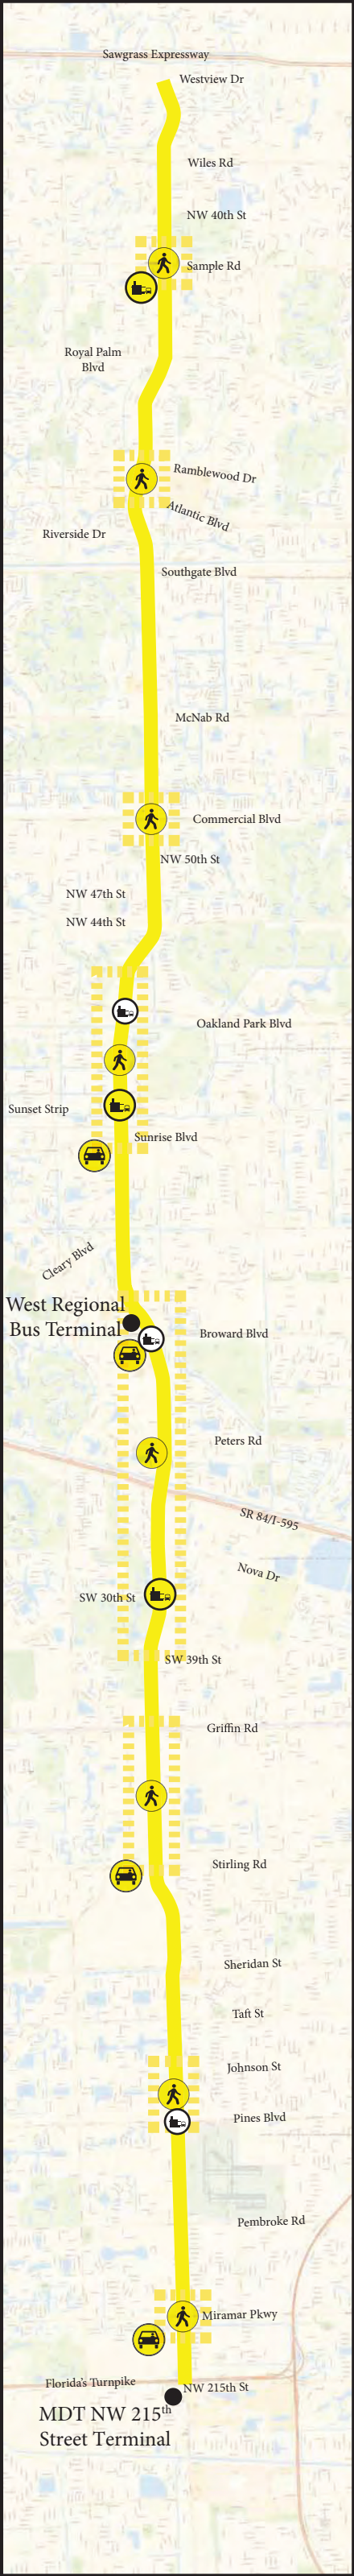 Sawgrass Expressway
Westview Dr
Wiles Rd
NW 40th St
Sample Rd
Royal Palm
Blvd
Ramblewood Dr
Atlantic Blvd
Riverside Dr
Southgate Blvd
McNab Rd
Commercial Blvd
NW 50th St
NW 47th St
NW 44th St
Oakland Park Blvd
Sunset Strip
Sunrise Blvd
Cleary Blvd
West Regional
Bus Terminal
Broward Blvd
Peters Rd
SR 84/I-595
Nova Dr
SW 30th St
SW 39th St
Griffin Rd
Stirling Rd
Sheridan St
Taft St
Johnson St
Pines Blvd
Pembroke Rd
Miramar Pkwy
Florida's Turnpike
NW 215th St
MDT NW 215th
Street Terminal